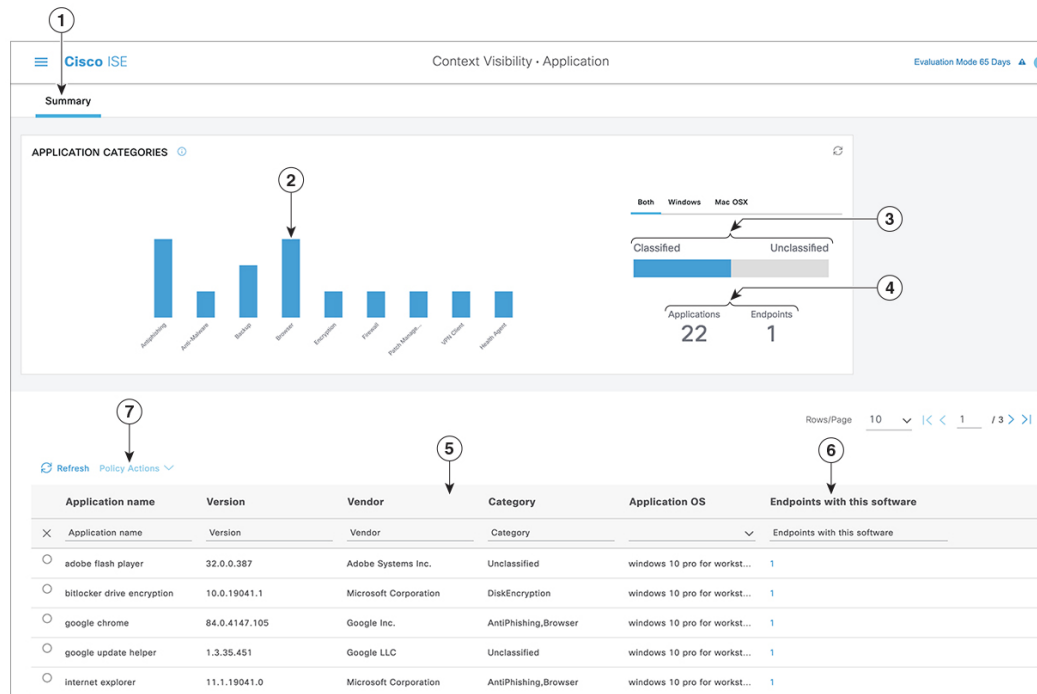 1
Cisco ISE
Context Visibility · Application
Evaluation Mode 65 Days
Summary
APPLICATION CATEGORIES
2
Both Windows Mac OSX
3
Classified Unclassified
4
Applications Endpoints
22 1
Antiphishing Anti-Malware Backup Browser Encryption Firewall Patch Manage... VPN Client Health Agent
7
Rows/Page 10 1 / 3
5
6
Refresh Policy Actions
Application name Version Vendor Category Application OS Endpoints with this software
Application name Version Vendor Category Endpoints with this software
adobe flash player 32.0.0.387 Adobe Systems Inc. Unclassified windows 10 pro for workst... 1
bitlocker drive encryption 10.0.19041.1 Microsoft Corporation DiskEncryption windows 10 pro for workst... 1
google chrome 84.0.4147.105 Google Inc. AntiPhishing,Browser windows 10 pro for workst... 1
google update helper 1.3.35.451 Google LLC Unclassified windows 10 pro for workst... 1
internet explorer 11.1.19041.0 Microsoft Corporation AntiPhishing,Browser windows 10 pro for workst... 1